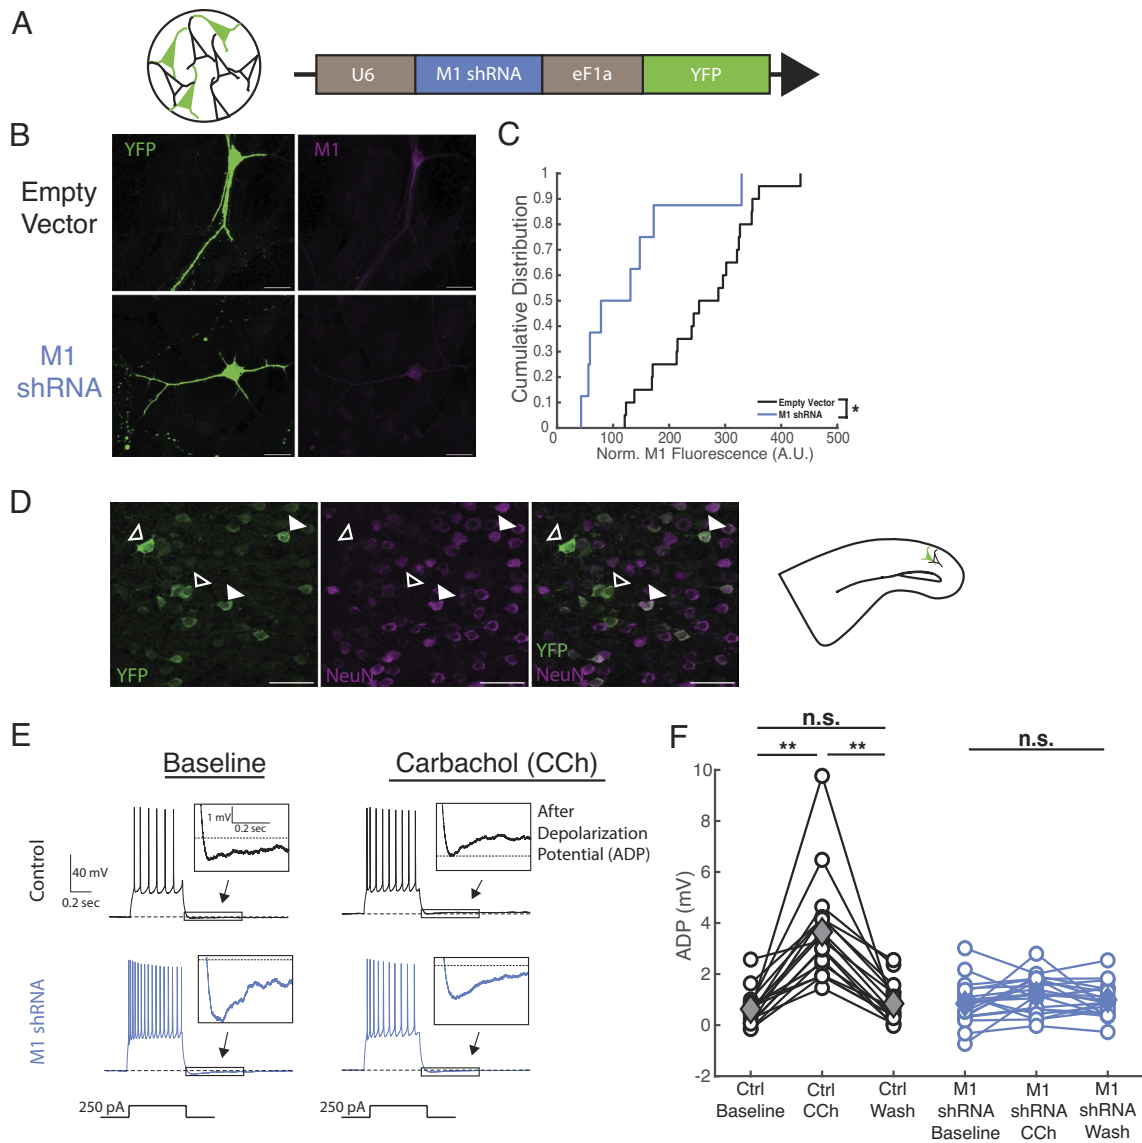 A
U6
M1 shRNA
eF1a
YFP
B
Empty
Vector
M1
shRNA
YFP
M1
C
Cumulative Distribution
1
0.9
0.8
0.7
0.6
0.5
0.4
0.3
0.2
0.1
0
0
100
200
300
400
500
Norm. M1 Fluorescence (A.U.)
Empty Vector
M1 shRNA
*
D
YFP
NeuN
YFP
NeuN
E
Baseline
Carbachol (CCh)
Control
40 mV
0.2 sec
1 mV
0.2 sec
After
Depolarization
Potential (ADP)
M1 shRNA
250 pA
250 pA
F
n.s.
**
**
n.s.
ADP (mV)
10
8
6
4
2
0
-2
Ctrl
Baseline
Ctrl
CCh
Ctrl
Wash
M1
shRNA
Baseline
M1
shRNA
CCh
M1
shRNA
Wash